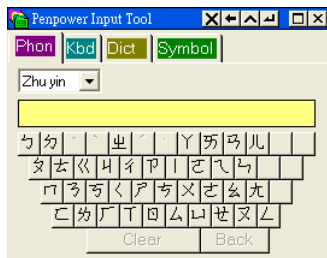 Penpower Input Tool
Phon Kbd Dict Symbol
Zhu yin
ㄅ ㄉ ˇ ˋ ㄓ ˊ ˙ ㄚ ㄞ ㄢ ㄦ
ㄆ ㄊ ㄍ ㄐ ㄔ ㄗ ㄧ ㄛ ㄟ ㄣ
ㄇ ㄋ ㄎ ㄑ ㄕ ㄘ ㄨ ㄜ ㄠ ㄤ
ㄈ ㄌ ㄏ ㄒ ㄖ ㄙ ㄩ ㄝ ㄡ ㄥ
Clear Back